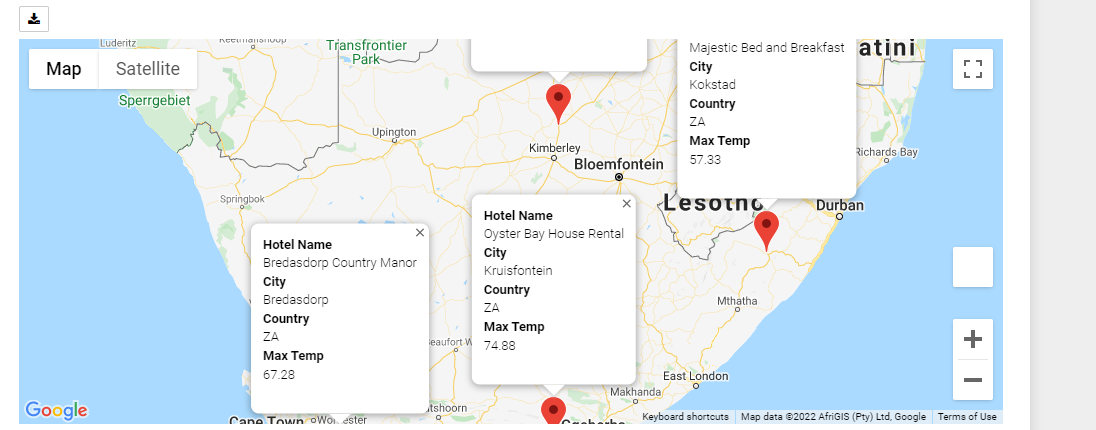 Luderitz
Keetmanshoop
Transfrontier
Park
Map
Satellite
Sperrgebiet
Upington
Kimberley
Bloemfontein
Springbok
Majestic Bed and Breakfast
City
Kokstad
Country
ZA
Max Temp
57.33
atini
Richards Bay
Lesotho
Durban
Hotel Name
Bredasdorp Country Manor
City
Bredasdorp
Country
ZA
Max Temp
67.28
Hotel Name
Oyster Bay House Rental
City
Kruisfontein
Country
ZA
Max Temp
74.88
Mthatha
Beaufort W
East London
Makhanda
tshoorn
Gqeberha
Cape Town
Worcester
Google
Keyboard shortcuts
Map data ©2022 AfriGIS (Pty) Ltd, Google
Terms of Use